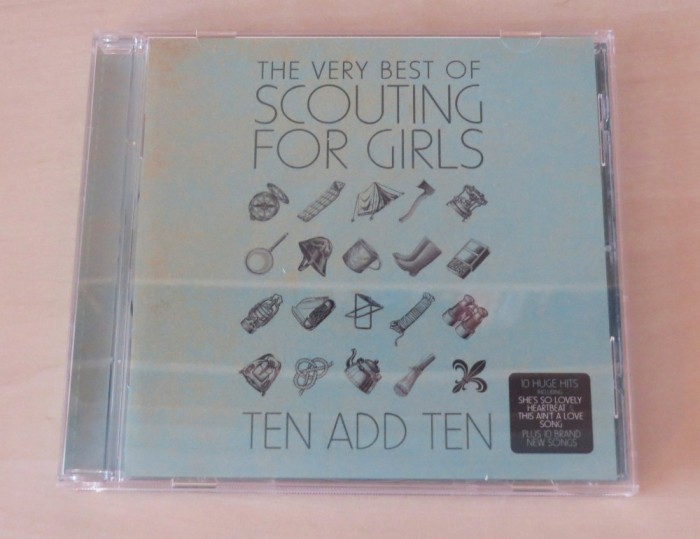 THE VERY BEST OF
SCOUTING
FOR GIRLS
TEN ADD TEN
10 HUGE HITS
INCLUDING
SHE'S SO LOVELY
HEARTBEAT
THIS AIN'T A LOVE
SONG
PLUS 10 BRAND
NEW SONGS